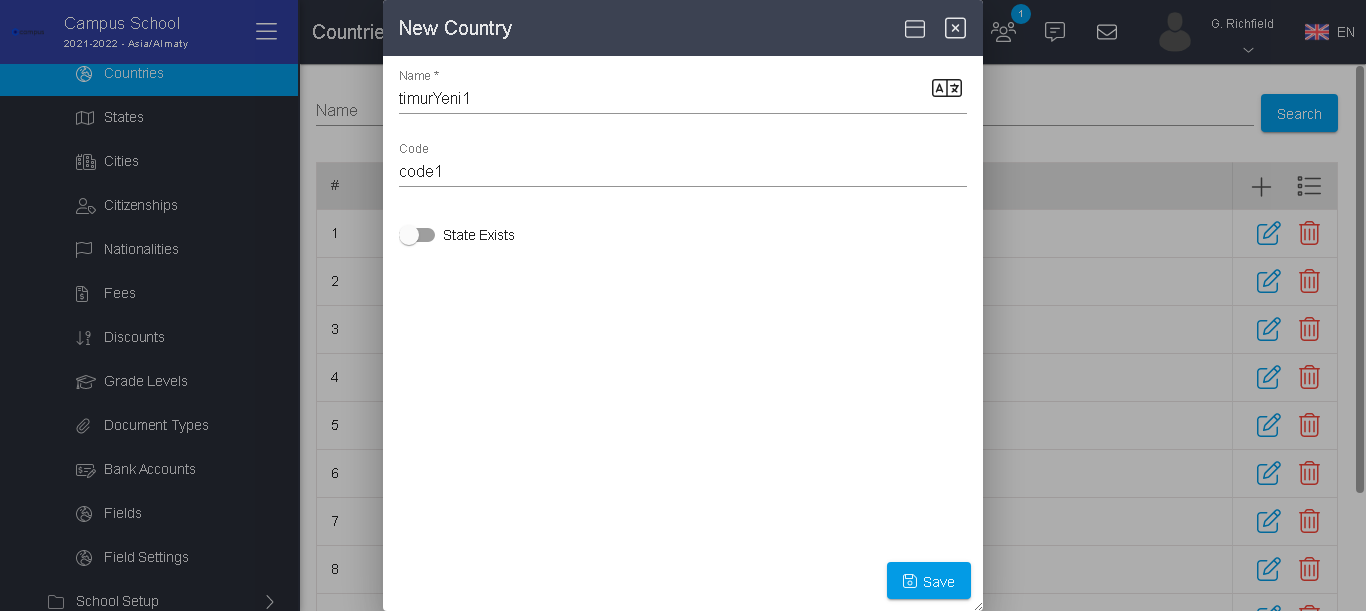 Campus School
2021-2022 - Asia/Almaty
Countries
States
Cities
Citizenships
Nationalities
Fees
Discounts
Grade Levels
Document Types
Bank Accounts
Fields
Field Settings
School Setup
Countrie
1
G. Richfield
EN
Name
Search
#
1
2
3
4
5
6
7
8
New Country
Name *
timurYeni1
A
Code
code1
State Exists
Save